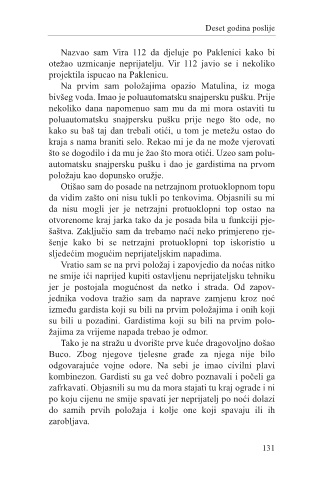 Deset godina poslije
Nazvao sam Vira 112 da djeluje po Paklenici kako bi
otežao uzmicanje neprijatelju. Vir 112 javio se i nekoliko
projektila ispucao na Paklenicu.
Na prvim sam položajima opazio Matulina, iz moga
bivšeg voda. Imao je poluautomatsku snajpersku pušku. Prije
nekoliko dana napomenuo sam mu da mi mora ostaviti tu
poluautomatsku snajpersku pušku prije nego što ode, no
kako su baš taj dan trebali otići, u tom je metežu ostao do
kraja s nama braniti selo. Rekao mi je da ne može vjerovati
što se dogodilo i da mu je žao što mora otići. Uzeo sam polu-
automatsku snajpersku pušku i dao je gardistima na prvom
položaju kao dopunsko oružje.
Otišao sam do posade na netrzajnom protuoklopnom topu
da vidim zašto oni nisu tukli po tenkovima. Objasnili su mi
da nisu mogli jer je netrzajni protuoklopni top ostao na
otvorenome kraj jarka tako da je posada bila u funkciji pje-
šaštva. Zaključio sam da trebamo naći neko primjereno rje-
šenje kako bi se netrzajni protuoklopni top iskoristio u
sljedećim mogućim neprijateljskim napadima.
Vratio sam se na prvi položaj i zapovjedio da noćas nitko
ne smije ići naprijed kupiti ostavljenu neprijateljsku tehniku
jer je postojala mogućnost da netko i strada. Od zapov-
jednika vodova tražio sam da naprave zamjenu kroz noć
između gardista koji su bili na prvim položajima i onih koji
su bili u pozadini. Gardistima koji su bili na prvim polo-
žajima za vrijeme napada trebao je odmor.
Tako je na stražu u dvorište prve kuće dragovoljno došao
Buco. Zbog njegove tjelesne građe za njega nije bilo
odgovarajuće vojne odore. Na sebi je imao civilni plavi
kombinezon. Gardisti su ga već dobro poznavali i počeli ga
zafrkavati. Objasnili su mu da mora stajati tu kraj ograde i ni
po koju cijenu ne smije spavati jer neprijatelj po noći dolazi
do samih prvih položaja i kolje one koji spavaju ili ih
zarobljava.
131